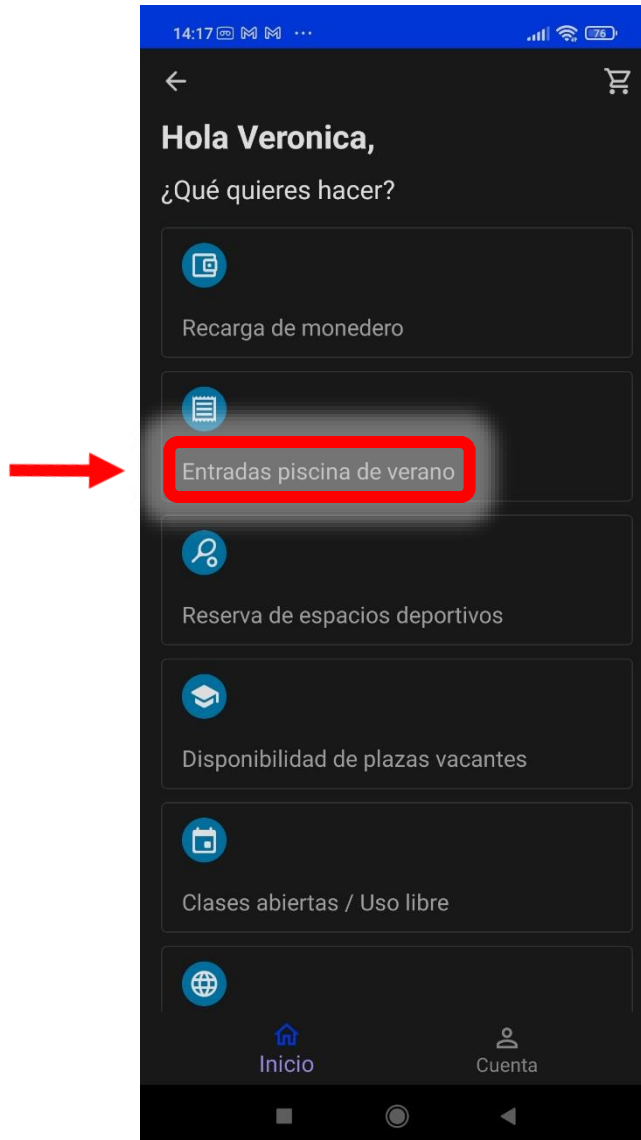 14:17
76
Hola Veronica,
¿Qué quieres hacer?
Recarga de monedero
Entradas piscina de verano
Reserva de espacios deportivos
Disponibilidad de plazas vacantes
Clases abiertas / Uso libre
Inicio
Cuenta